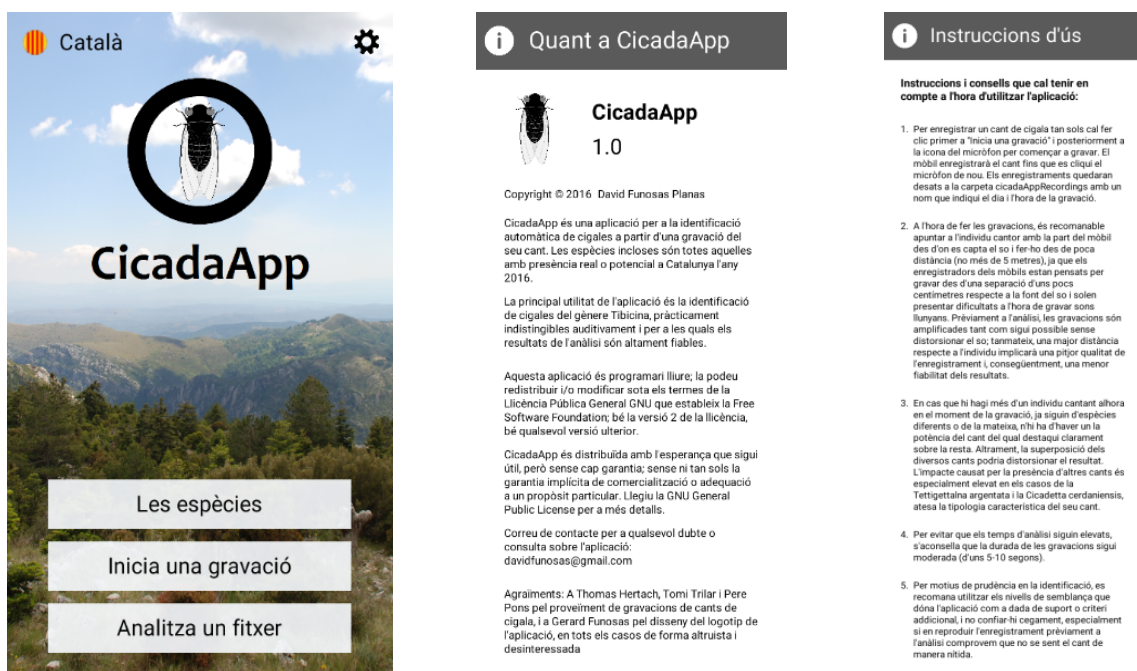 Català
CicadaApp
Les espècies
Inicia una gravació
Analitza un fitxer
Quant a CicadaApp
CicadaApp
1.0
Copyright © 2016 David Funosas Planas
CicadaApp és una aplicació per a la identificació
automàtica de cigales a partir d'una gravació del
seu cant. Les espècies incloses són totes aquelles
amb presència real o potencial a Catalunya l'any
2016.
La principal utilitat de l'aplicació és la identificació
de cigales del gènere Tibicina, pràcticament
indistingibles auditivament i per a les quals els
resultats de l'anàlisi són altament fiables.
Aquesta aplicació és programari lliure; la podeu
redistribuir i/o modificar sota els termes de la
Llicència Pública General GNU que estableix la Free
Software Foundation; bé la versió 2 de la llicència,
bé qualsevol versió ulterior.
CicadaApp és distribuïda amb l'esperança que sigui
útil, però sense cap garantia; sense ni tan sols la
garantia implícita de comercialització o adequació
a un propòsit particular. Llegiu la GNU General
Public License per a més detalls.
Correu de contacte per a qualsevol dubte o
consulta sobre l'aplicació:
davidfunosas@gmail.com
Agraïments: A Thomas Hertach, Tomi Trilar i Pere
Pons pel proveïment de gravacions de cants de
cigala, i a Gerard Funosas pel disseny del logotip de
l'aplicació, en tots els casos de forma altruista i
desinteressada
Instruccions d'ús
Instruccions i consells que cal tenir en
compte a l'hora d'utilitzar l'aplicació:
1. Per enregistrar un cant de cigala tan sols cal fer
clic primer a "Inicia una gravació" i posteriorment a
la icona del micròfon per començar a gravar. El
mòbil enregistrarà el cant fins que es cliqui el
micròfon de nou. Els enregistraments quedaran
desats a la carpeta cicadaAppRecordings amb un
nom que indiqui el dia i l'hora de la gravació.
2. A l'hora de fer les gravacions, és recomanable
apuntar a l'individu cantor amb la part del mòbil
des d'on es capta el so i fer-ho des de poca
distància (no més de 5 metres), ja que els
enregistradors dels mòbils estan pensats per
gravar des d'una separació d'uns pocs
centímetres respecte a la font del so i solen
presentar dificultats a l'hora de gravar sons
llunyans. Prèviament a l'anàlisi, les gravacions són
amplificades tant com sigui possible sense
distorsionar el so; tanmateix, una major distància
respecte a l'individu implicarà una pitjor qualitat de
l'enregistrament i, consegüentment, una menor
fiabilitat dels resultats.
3. En cas que hi hagi més d'un individu cantant alhora
en el moment de la gravació, ja siguin d'espècies
diferents o de la mateixa, n'hi ha d'haver un la
potència del cant del qual destaqui clarament
sobre la resta. Altrament, la superposició dels
diversos cants podria distorsionar el resultat.
L'impacte causat per la presència d'altres cants és
especialment elevat en els casos de la
Tettigettalna argentata i la Cicadetta cerdaniensis,
atesa la tipologia característica del seu cant.
4. Per evitar que els temps d'anàlisi siguin elevats,
s'aconsella que la durada de les gravacions sigui
moderada (d'uns 5-10 segons).
5. Per motius de prudència en la identificació, es
recomana utilitzar els nivells de semblança que
dóna l'aplicació com a dada de suport o criteri
addicional, i no confiar-hi cegament, especialment
si en reproduir l'enregistrament prèviament a
l'anàlisi comprovem que no se sent el cant de
manera nítida.